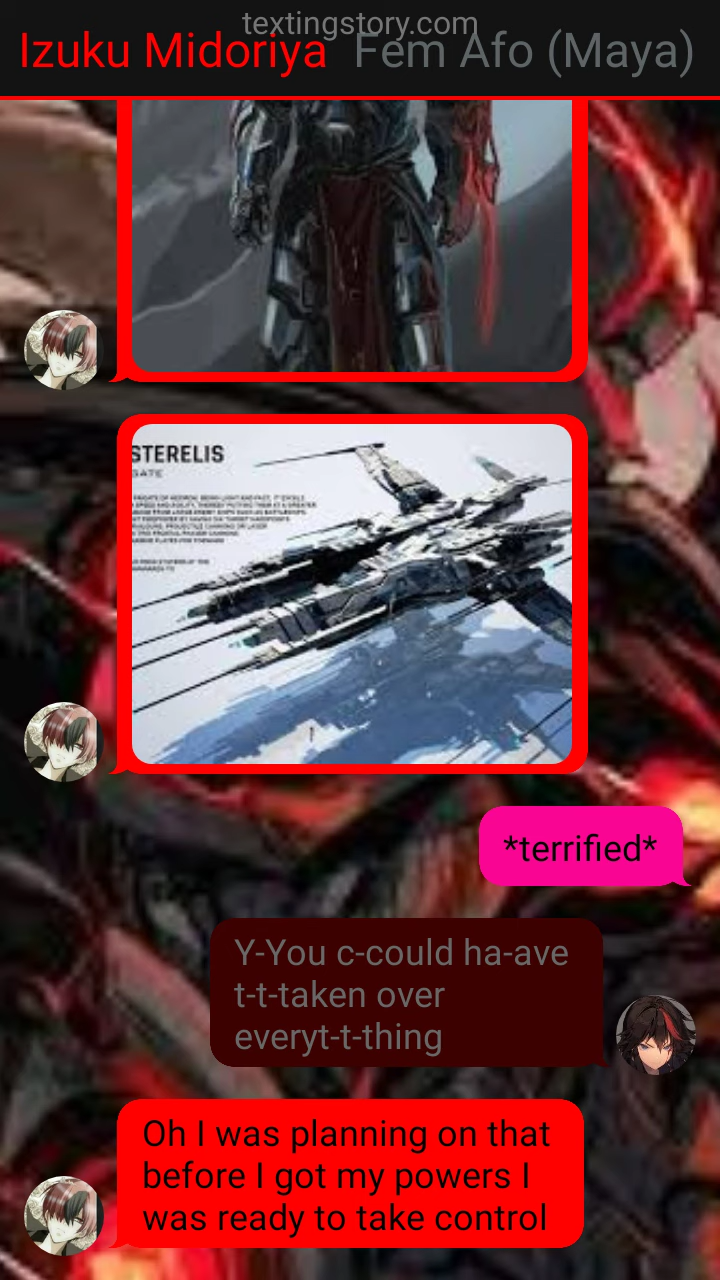 textingstory.com
Izuku Midoriya Fem Afo (Maya)
STERELIS
GATE
*terrified*
Y-You c-could ha-ave
t-t-taken over
everyt-t-thing
Oh I was planning on that
before I got my powers I
was ready to take control